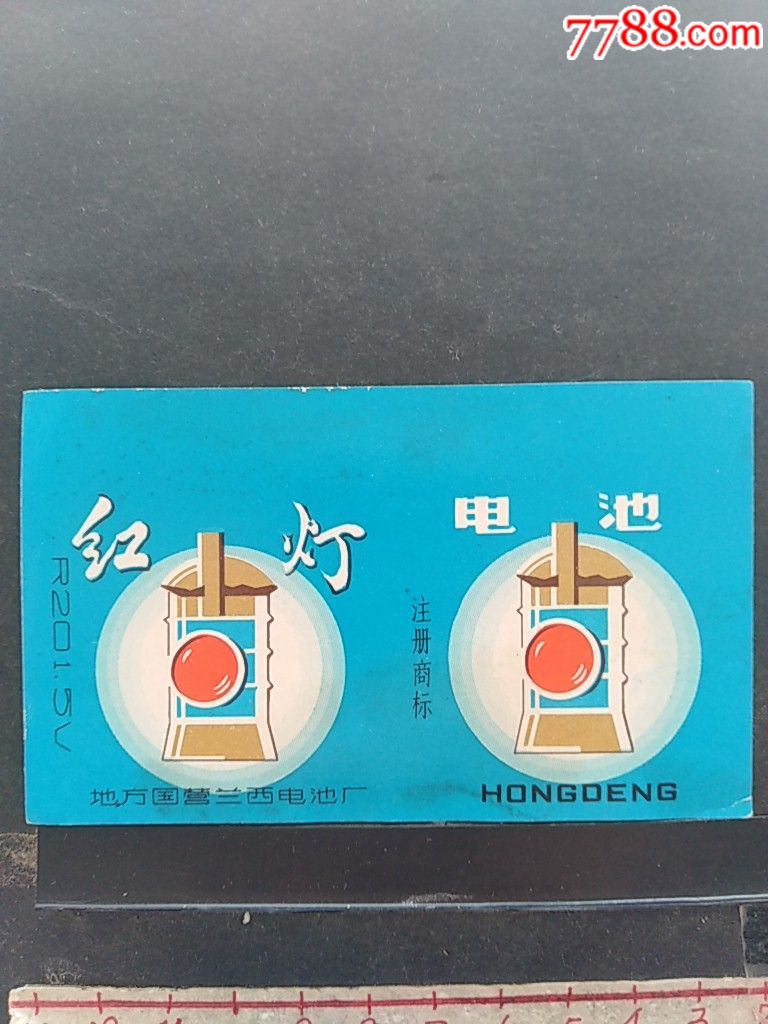 7788.com
红灯
电池
R201.5V
注册商标
地方国营兰西电池厂
HONGDENG